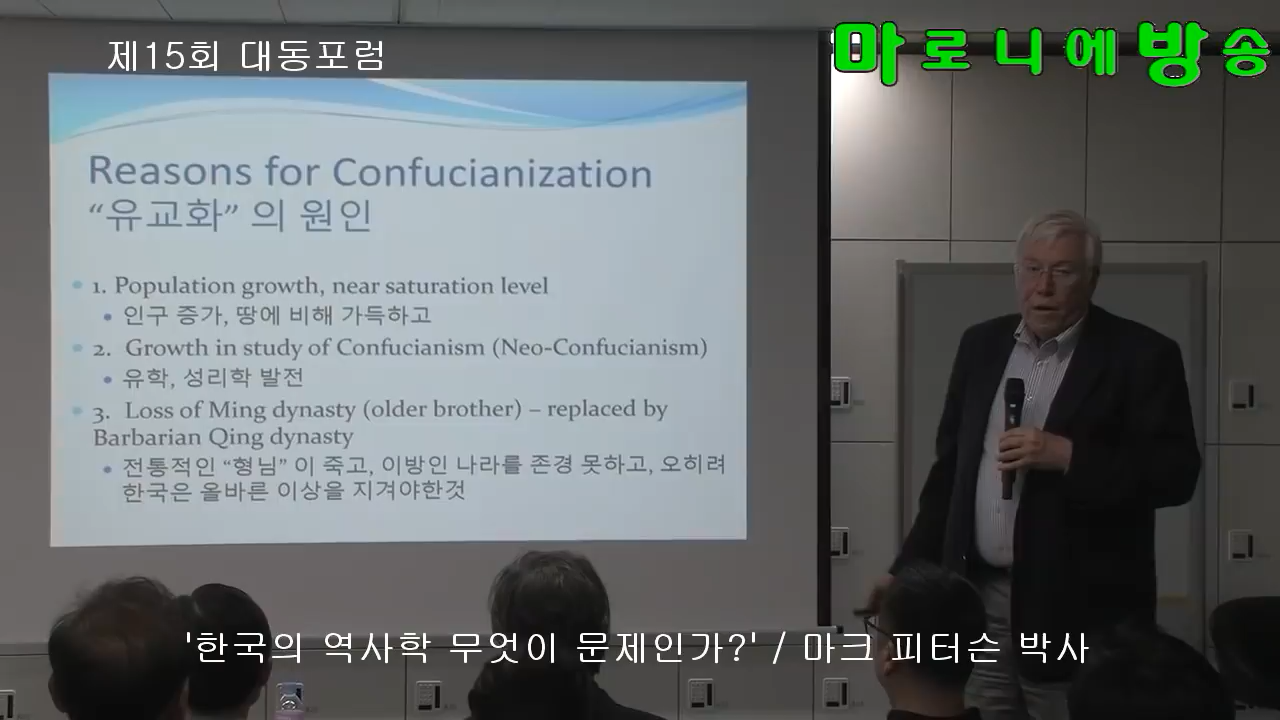 제15회 대동포럼
마로니에방송
Reasons for Confucianization
“유교화” 의 원인
1. Population growth, near saturation level
인구 증가, 땅에 비해 가득하고
2. Growth in study of Confucianism (Neo-Confucianism)
유학, 성리학 발전
3. Loss of Ming dynasty (older brother) – replaced by
Barbarian Qing dynasty
전통적인 “형님” 이 죽고, 이방인 나라를 존경 못하고, 오히려
한국은 올바른 이상을 지겨야한것
'한국의 역사학 무엇이 문제인가?' / 마크 피터슨 박사